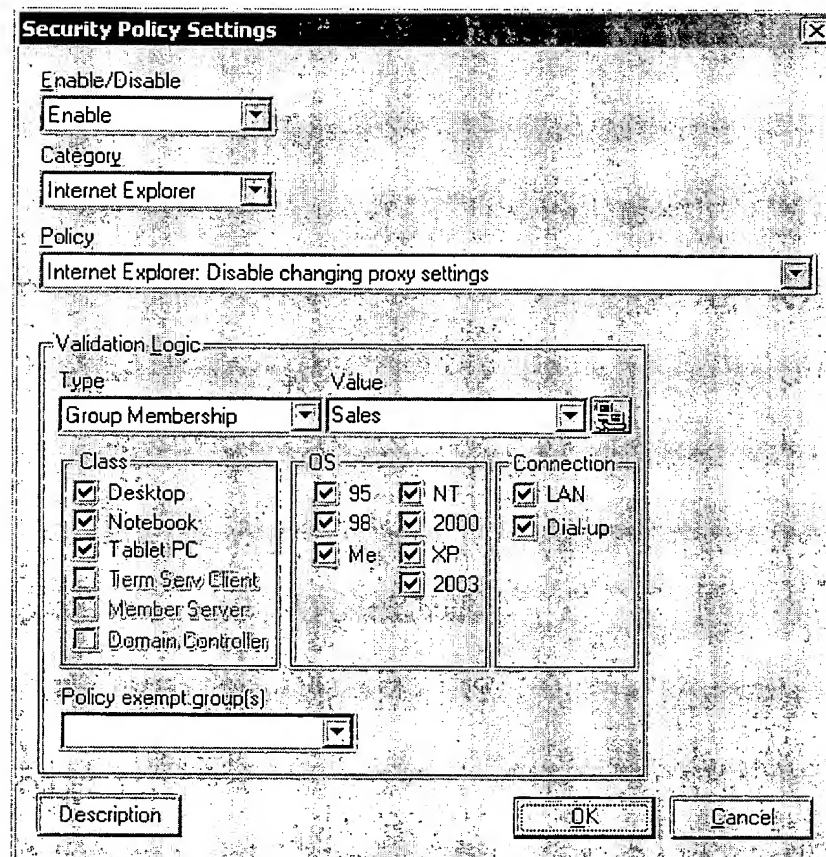 Security Policy Settings
Enable/Disable
Enable
Category
Internet Explorer
Policy
Internet Explorer: Disable changing proxy settings
Validation Logic
Type Value
Group Membership Sales
Class
Desktop
Notebook
Tablet PC
Term Serv Client
Member Server
Domain Controller
OS
95 NT
98 2000
Me XP
2003
Connection
LAN
Dial-up
Policy exempt group(s)
Description OK Cancel